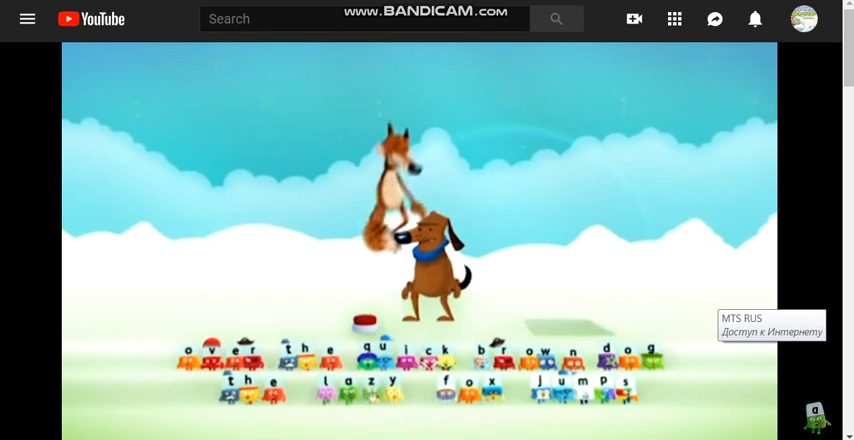 YouTube
Search
www.BANDICAM.com
MTS RUS
Доступ к Интернету
over the quick brown dog
the lazy fox jumps
a